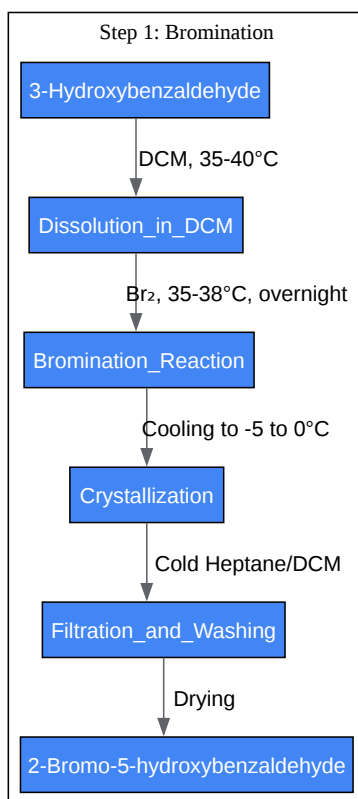 Step 1: Bromination
3-Hydroxybenzaldehyde
DCM, 35-40°C
Dissolution_in_DCM
Br₂, 35-38°C, overnight
Bromination_Reaction
Cooling to -5 to 0°C
Crystallization
Cold Heptane/DCM
Filtration_and_Washing
Drying
2-Bromo-5-hydroxybenzaldehyde